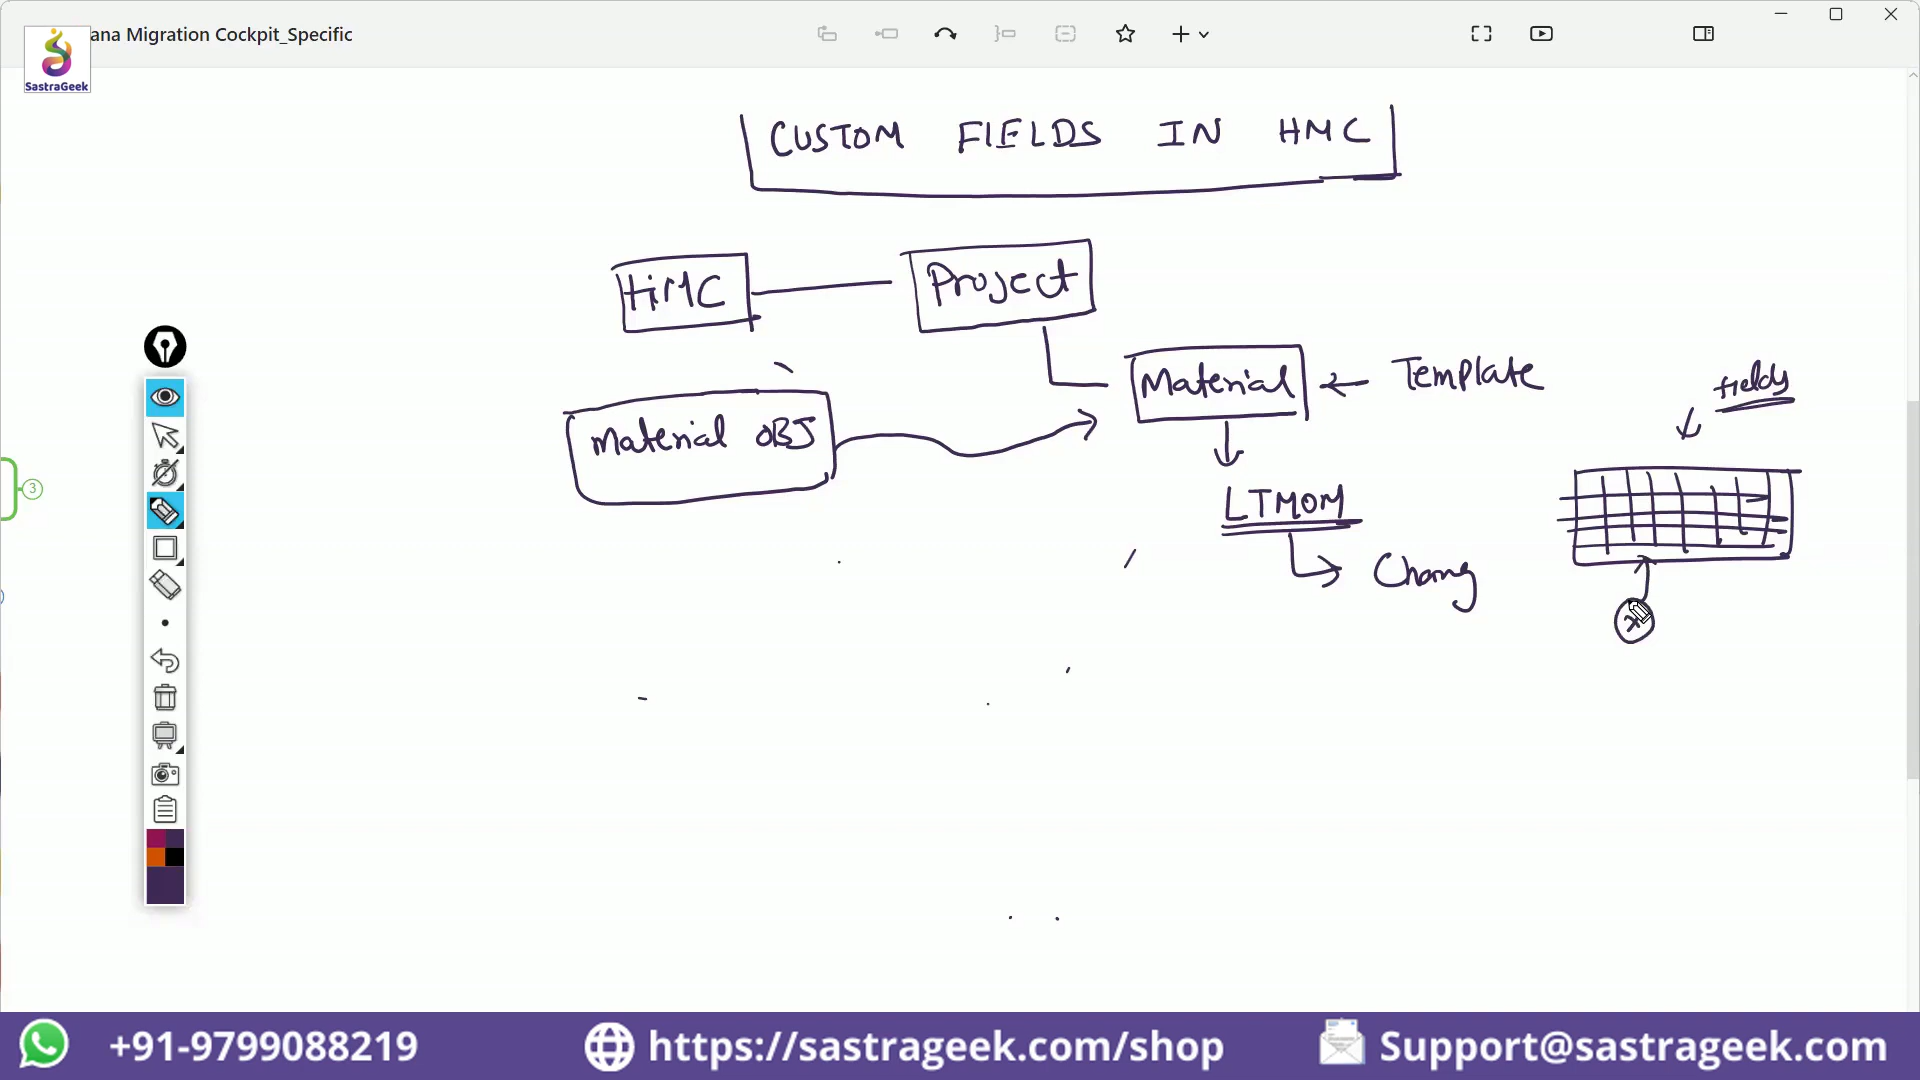 ana Migration Cockpit_Specific
SastraGeek
CUSTOM FIELDS IN HMC
HMC
Project
Material
Template
fields
Material OBJ
3
LTMOM
Chang
x
+91-9799088219
https://sastrageek.com/shop
Support@sastrageek.com